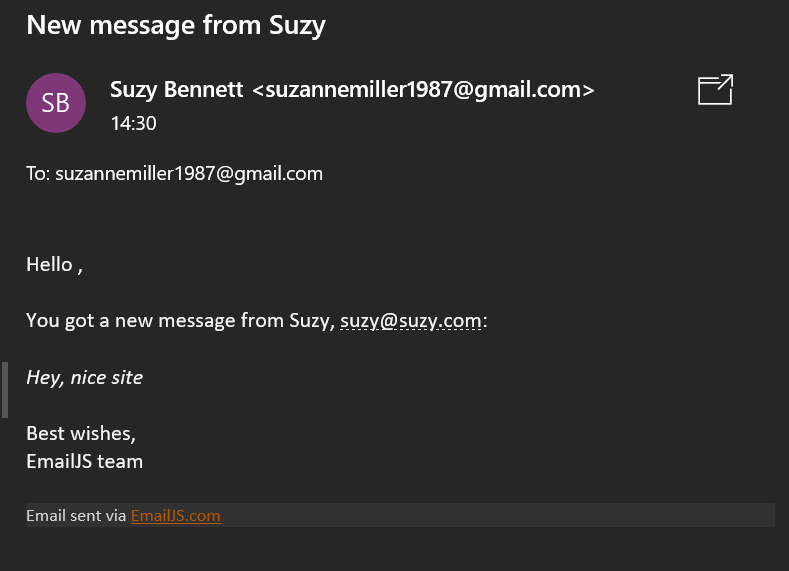 New message from Suzy
SB
Suzy Bennett <suzannemiller1987@gmail.com>
14:30
To: suzannemiller1987@gmail.com
Hello ,
You got a new message from Suzy, suzy@suzy.com:
Hey, nice site
Best wishes,
EmailJS team
Email sent via EmailJS.com